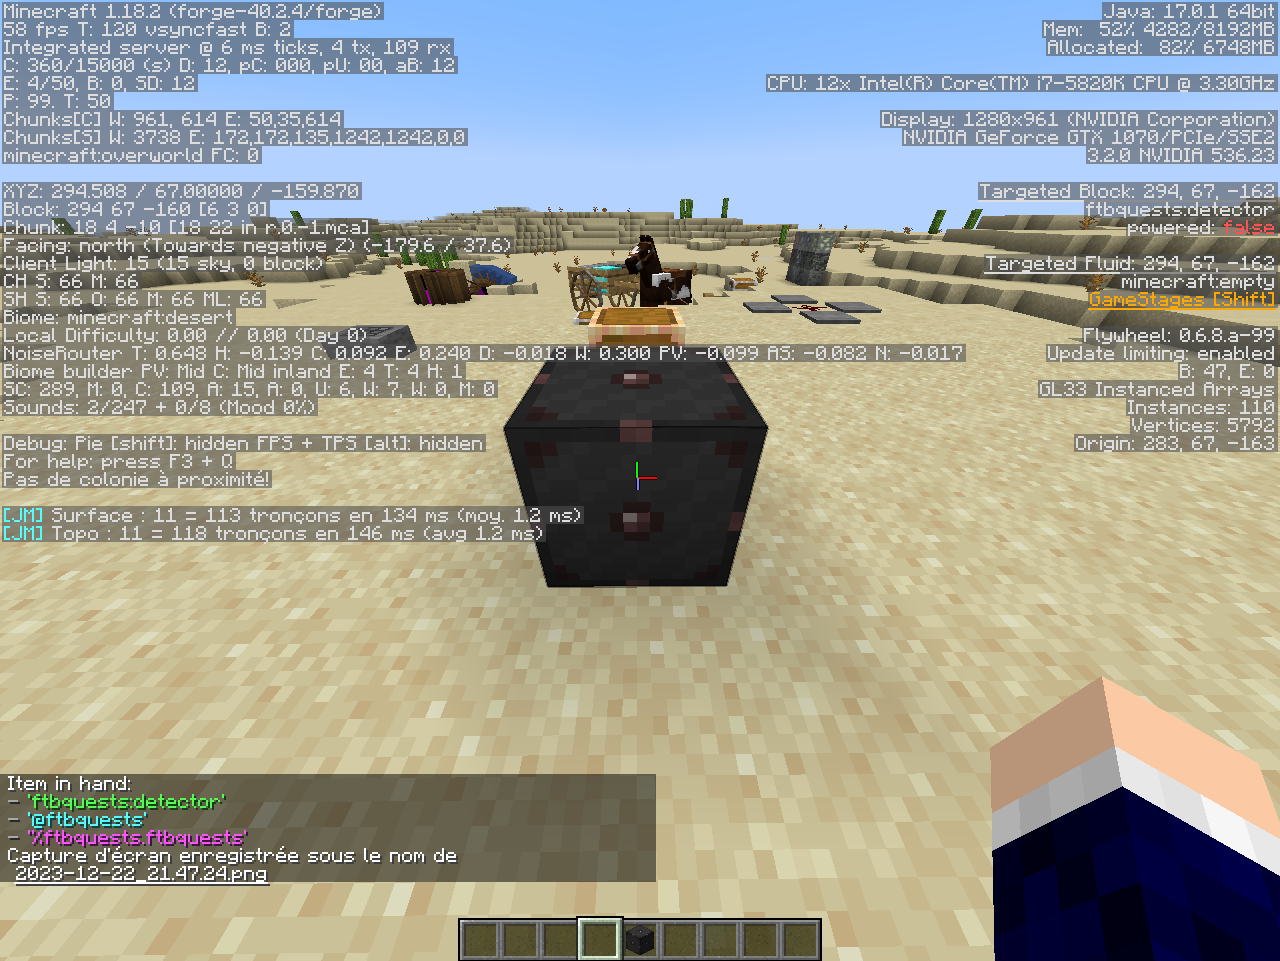 Minecraft 1.18.2 (forge-40.2.4/forge)
58 fps T: 120 vsyncfast B: 2
Integrated server @ 6 ms ticks, 4 tx, 109 rx
C: 360/15000 (s) D: 12, pC: 000, pU: 00, aB: 12
E: 4/50, B: 0, SD: 12
P: 99. T: 50
Chunks[C] W: 961, 614 E: 50,35,614
Chunks[S] W: 3738 E: 172,172,135,1242,1242,0,0
minecraft:overworld FC: 0
XYZ: 294.508 / 67.00000 / -159.870
Block: 294 67 -160 [6 3 0]
Chunk: 18 4 -10 [18 22 in r.0.-1.mca]
Facing: north (Towards negative Z) (-179.6 / 37.6)
Client Light: 15 (15 sky, 0 block)
CH S: 66 M: 66
SH S: 66 O: 66 M: 66 ML: 66
Biome: minecraft:desert
Local Difficulty: 0.00 // 0.00 (Day 0)
NoiseRouter T: 0.648 H: -0.139 C: 0.092 E: 0.240 D: -0.018 W: 0.300 PV: -0.099 AS: -0.082 N: -0.017
Biome builder PV: Mid C: Mid inland E: 4 T: 4 H: 1
SC: 289, M: 0, C: 109, A: 15, A: 0, U: 6, W: 7, W: 0, M: 0
Sounds: 2/247 + 0/8 (Mood 0%)
Debug: Pie [shift]: hidden FPS + TPS [alt]: hidden
For help: press F3 + Q
Pas de colonie à proximité!
[JM] Surface : 11 = 113 tronçons en 134 ms (moy. 1.2 ms)
[JM] Topo : 11 = 118 tronçons en 146 ms (avg 1.2 ms)
Java: 17.0.1 64bit
Mem: 52% 4282/8192MB
Allocated: 82% 6748MB
CPU: 12x Intel(R) Core(TM) i7-5820K CPU @ 3.30GHz
Display: 1280x961 (NVIDIA Corporation)
NVIDIA GeForce GTX 1070/PCIe/SSE2
3.2.0 NVIDIA 536.23
Targeted Block: 294, 67, -162
ftbquests:detector
powered: false
Targeted Fluid: 294, 67, -162
minecraft:empty
GameStages [Shift]
Flywheel: 0.6.8.a-99
Update limiting: enabled
B: 47, E: 0
GL33 Instanced Arrays
Instances: 110
Vertices: 5792
Origin: 283, 67, -163
Item in hand:
- 'ftbquests:detector'
- '@ftbquests'
- '%ftbquests.ftbquests'
Capture d'écran enregistrée sous le nom de
2023-12-22_21.47.24.png